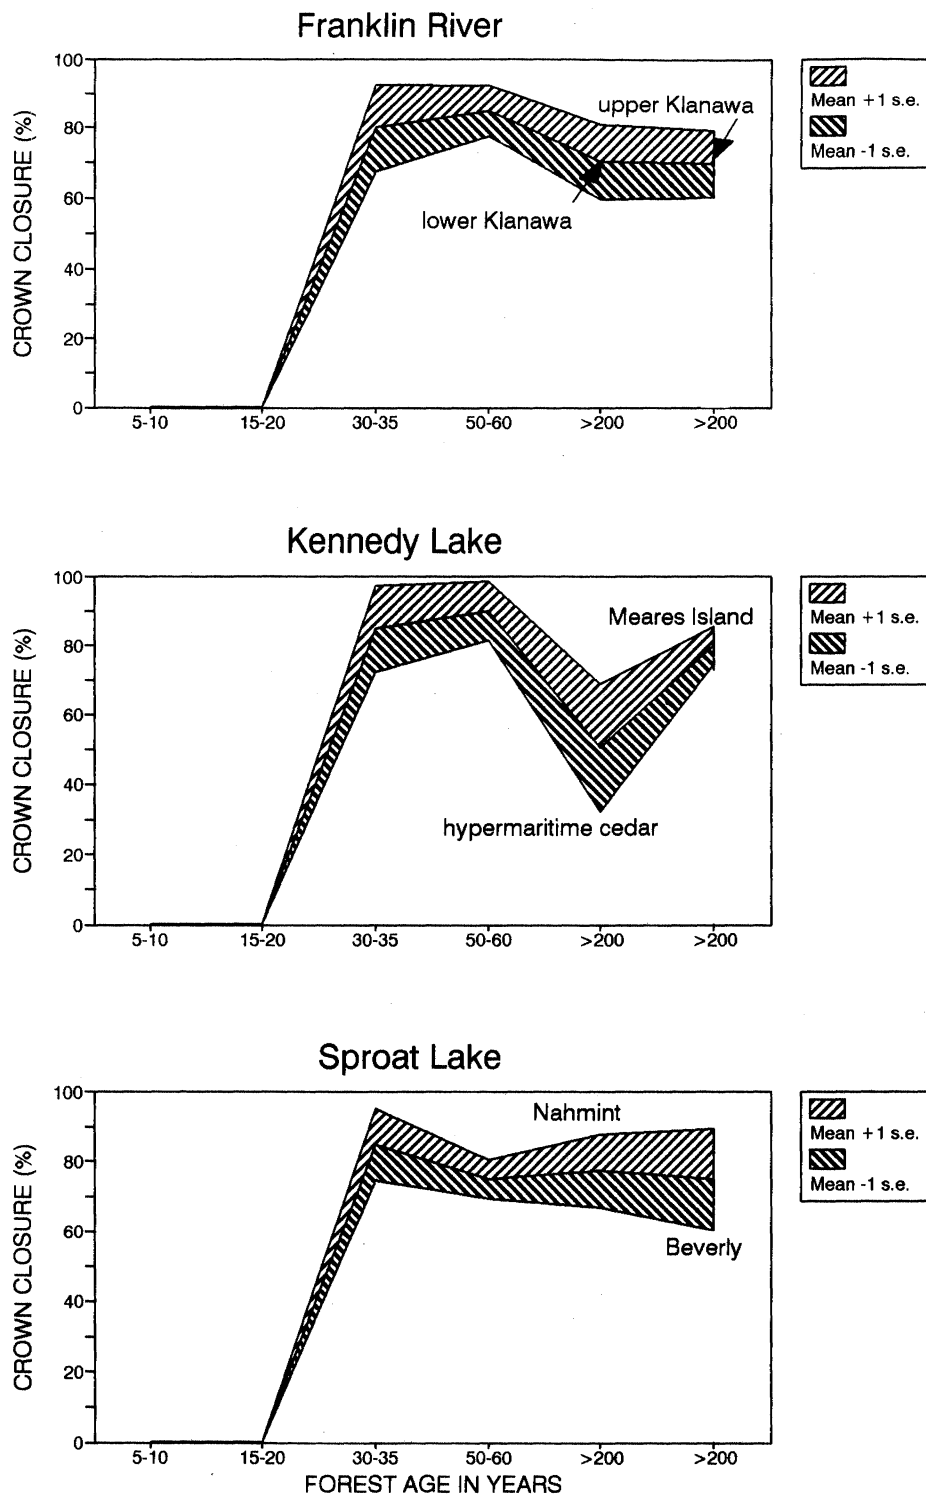 Franklin River
100
80
60
40
20
0
CROWN CLOSURE (%)
5-10 15-20 30-35 50-60 >200 >200
upper Klanawa
lower Klanawa
Mean +1 s.e.
Mean -1 s.e.
Kennedy Lake
100
80
60
40
20
0
CROWN CLOSURE (%)
5-10 15-20 30-35 50-60 >200 >200
Meares Island
hypermaritime cedar
Mean +1 s.e.
Mean -1 s.e.
Sproat Lake
100
80
60
40
20
0
CROWN CLOSURE (%)
5-10 15-20 30-35 50-60 >200 >200
FOREST AGE IN YEARS
Nahmint
Beverly
Mean +1 s.e.
Mean -1 s.e.